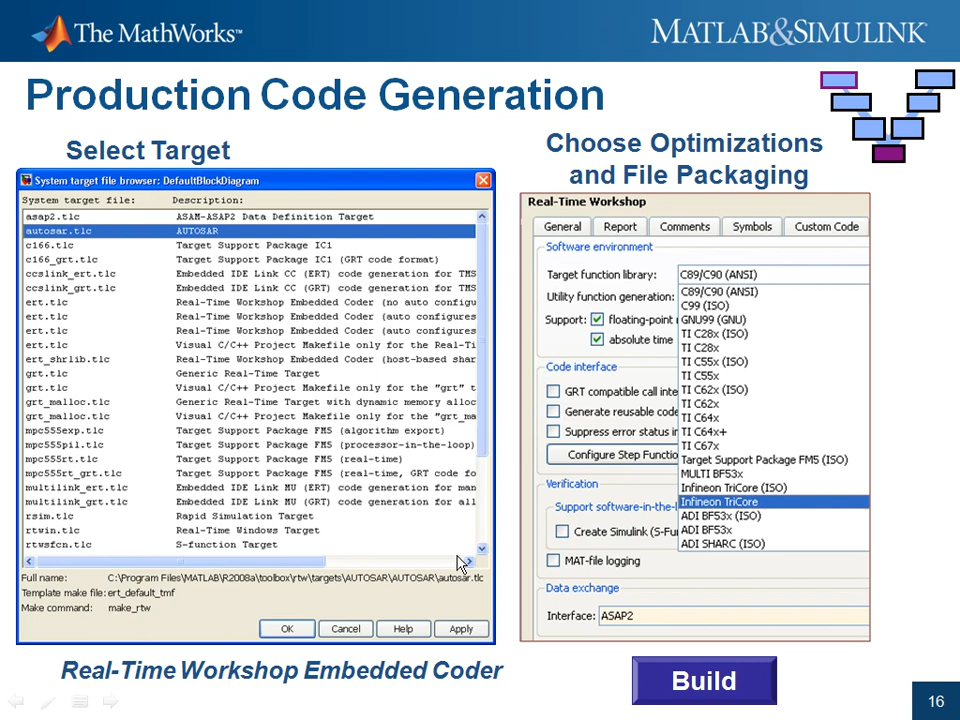 The MathWorks™
MATLAB&SIMULINK®
Production Code Generation
Select Target
System target file browser: DefaultBlockDiagram
System target file: Description:
asap2.tlc ASAM-ASAP2 Data Definition Target
autosar.tlc AUTOSAR
c166.tlc Target Support Package IC1
c166_grt.tlc Target Support Package IC1 (GRT code format)
ccslink_ert.tlc Embedded IDE Link CC (ERT) code generation for TMS
ccslink_grt.tlc Embedded IDE Link CC (GRT) code generation for TMS
ert.tlc Real-Time Workshop Embedded Coder (no auto configu
ert.tlc Real-Time Workshop Embedded Coder (auto configures
ert.tlc Real-Time Workshop Embedded Coder (auto configures
ert.tlc Visual C/C++ Project Makefile only for the Real-Ti
ert_shrlib.tlc Real-Time Workshop Embedded Coder (host-based shar
grt.tlc Generic Real-Time Target
grt.tlc Visual C/C++ Project Makefile only for the "grt" t
grt_malloc.tlc Generic Real-Time Target with dynamic memory alloc
grt_malloc.tlc Visual C/C++ Project Makefile only for the "grt_ma
mpc555exp.tlc Target Support Package FM5 (algorithm export)
mpc555pil.tlc Target Support Package FM5 (processor-in-the-loop)
mpc555rt.tlc Target Support Package FM5 (real-time)
mpc555rt_grt.tlc Target Support Package FM5 (real-time, GRT code fo
multilink_ert.tlc Embedded IDE Link MU (ERT) code generation for man
multilink_grt.tlc Embedded IDE Link MU (GRT) code generation for all
rsim.tlc Rapid Simulation Target
rtwin.tlc Real-Time Windows Target
rtwsfcn.tlc S-function Target
Full name: C:\Program Files\MATLAB\R2008a\toolbox\rtw\targets\AUTOSAR\AUTOSAR\autosar.tlc
Template make file: ert_default_tmf
Make command: make_rtw
OK Cancel Help Apply
Real-Time Workshop Embedded Coder
Choose Optimizations
and File Packaging
Real-Time Workshop
General Report Comments Symbols Custom Code
Software environment
Target function library: C89/C90 (ANSI)
Utility function generation:
Support: floating-point
absolute time
C89/C90 (ANSI)
C99 (ISO)
GNU99 (GNU)
TI C28x (ISO)
TI C28x
TI C55x (ISO)
TI C55x
TI C62x (ISO)
TI C62x
TI C64x
TI C64x+
TI C67x
Target Support Package FM5 (ISO)
MULTI BF53x
Infineon TriCore (ISO)
Infineon TriCore
ADI BF53x (ISO)
ADI BF53x
ADI SHARC (ISO)
Code interface
GRT compatible call inte
Generate reusable code
Suppress error status in
Configure Step Functio
Verification
Support software-in-the-l
Create Simulink (S-Fu
MAT-file logging
Data exchange
Interface: ASAP2
Build
16